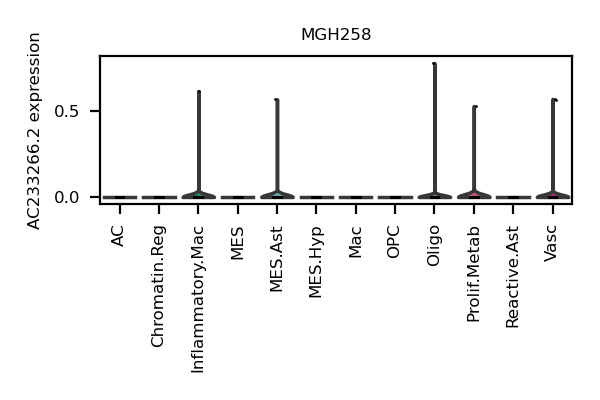 MGH258
AC233266.2 expression
0.5
0.0
AC
Chromatin.Reg
Inflammatory.Mac
MES
MES.Ast
MES.Hyp
Mac
OPC
Oligo
Prolif.Metab
Reactive.Ast
Vasc